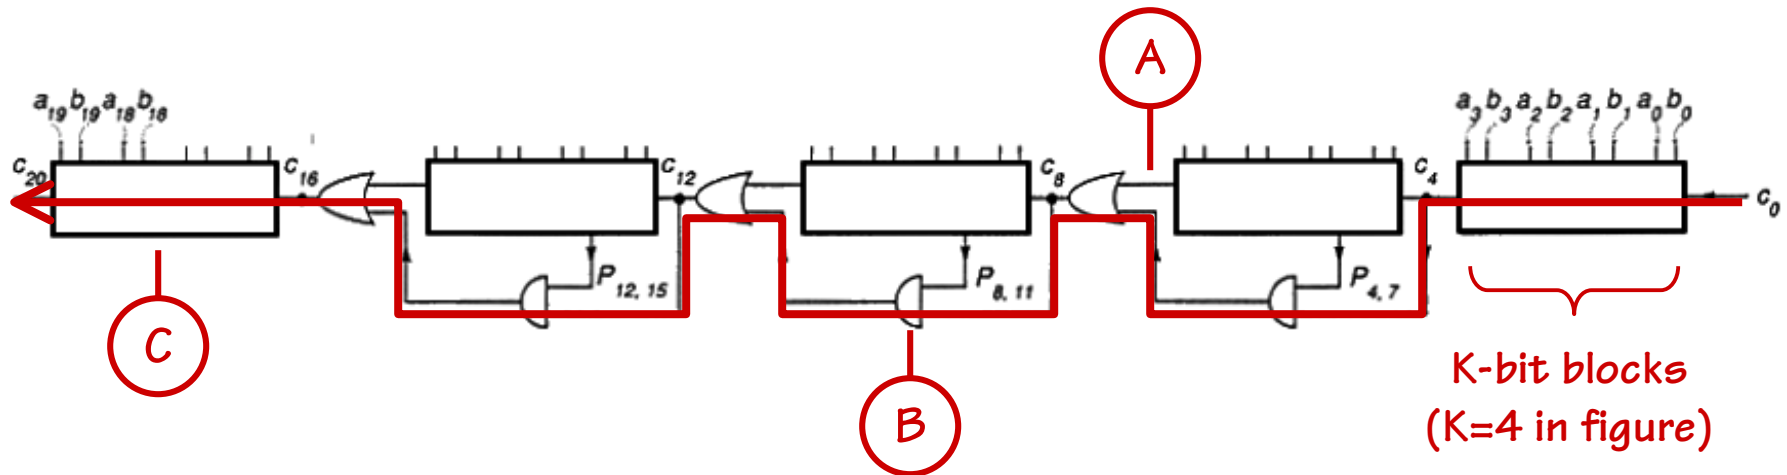 A
a19 b19 a18 b18
a3 b3 a2 b2 a1 b1 a0 b0
c20
c16
c12
c8
c4
c0
P12, 15
P8, 11
P4, 7
C
B
K-bit blocks
(K=4 in figure)